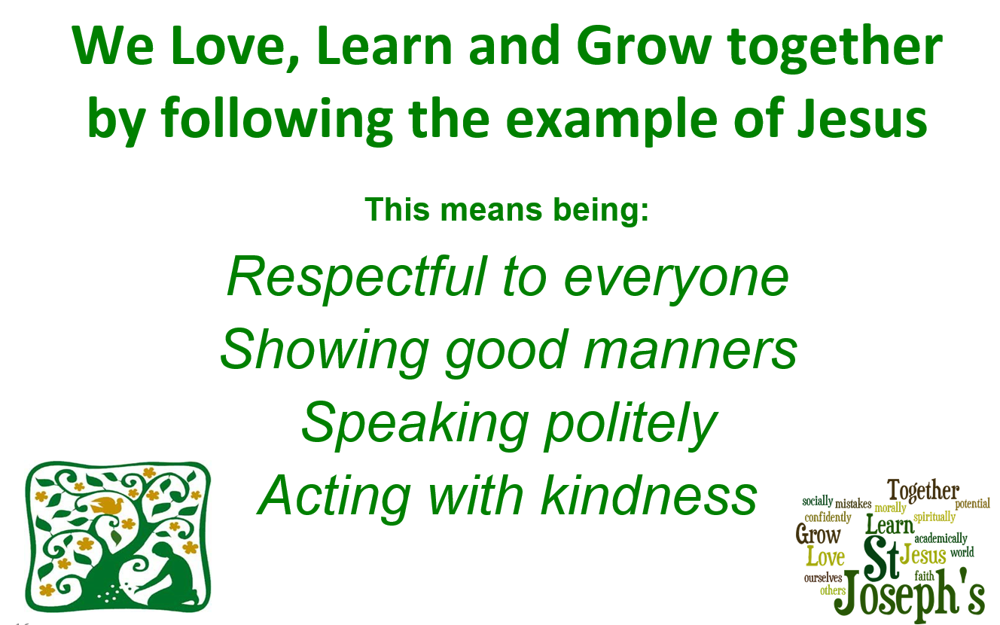 We Love, Learn and Grow together
by following the example of Jesus
This means being:
Respectful to everyone
Showing good manners
Speaking politely
Acting with kindness
Together
socially mistakes morally potential
confidently Learn spiritually
Grow academically
Love St Jesus world
ourselves faith
others Joseph's